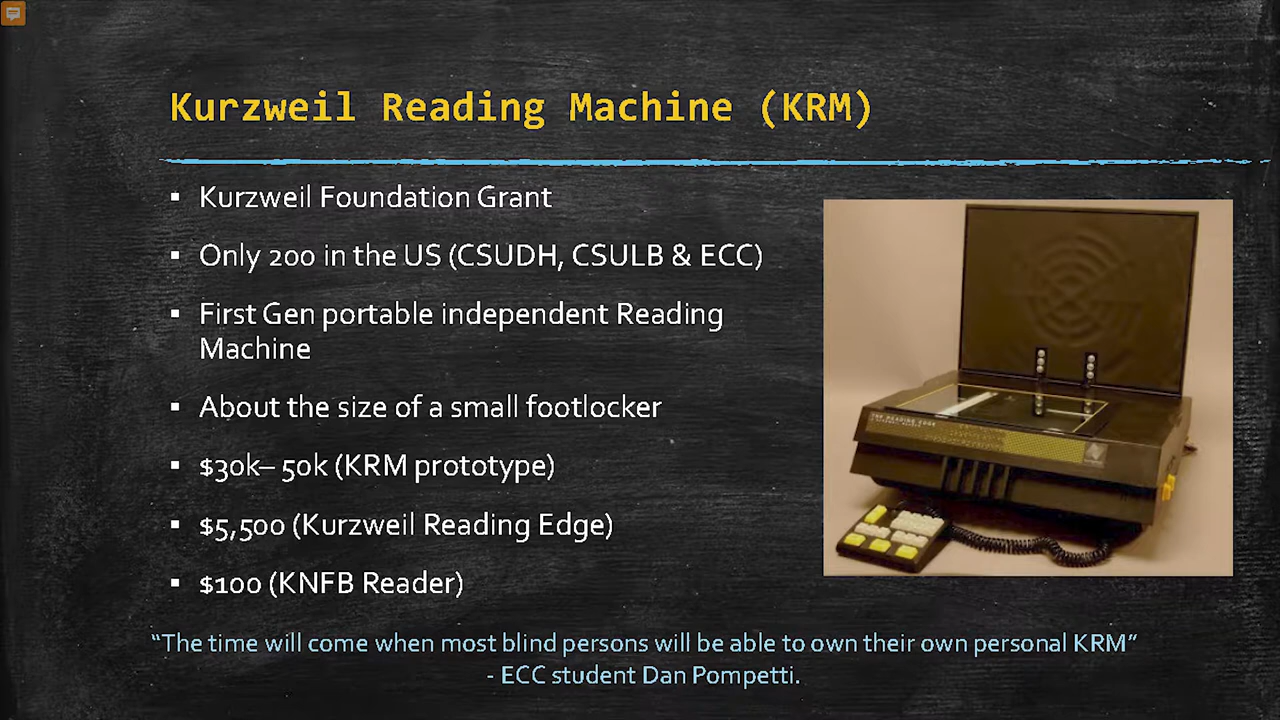 Kurzweil Reading Machine (KRM)
▪ Kurzweil Foundation Grant
▪ Only 200 in the US (CSUDH, CSULB & ECC)
▪ First Gen portable independent Reading
Machine
▪ About the size of a small footlocker
▪ $30k– 50k (KRM prototype)
▪ $5,500 (Kurzweil Reading Edge)
▪ $100 (KNFB Reader)
THE READING EDGE
“The time will come when most blind persons will be able to own their own personal KRM”
- ECC student Dan Pompetti.